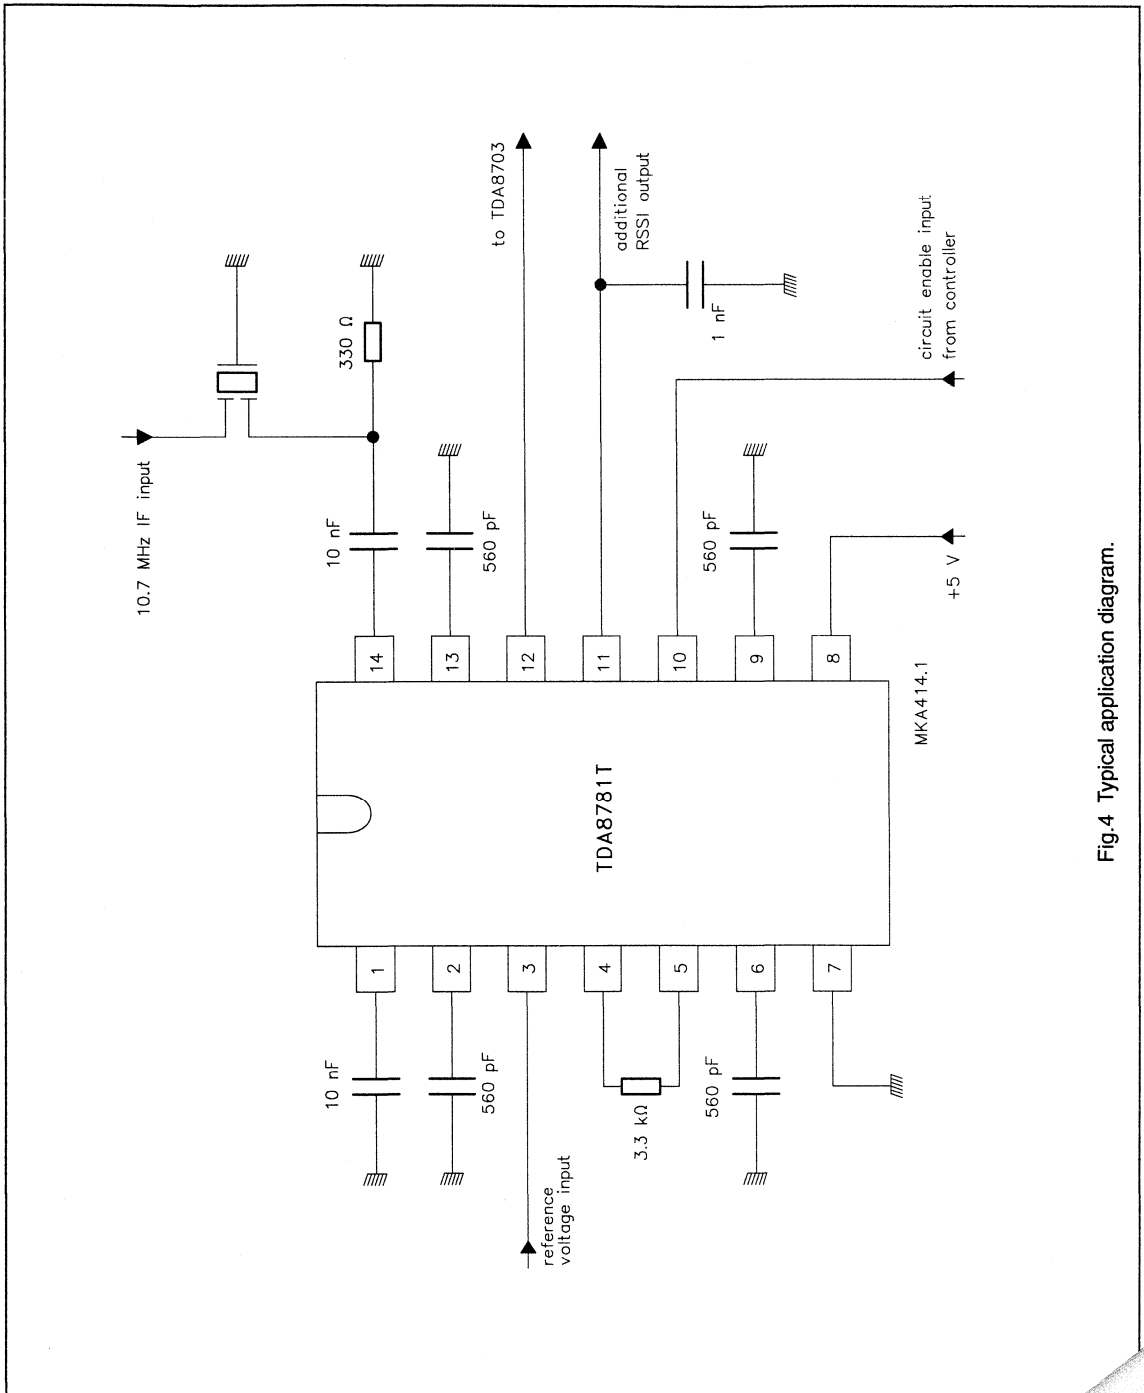 10.7 MHz IF input
330 Ω
10 nF
560 pF
to TDA8703
additional
RSSI output
1 nF
circuit enable input
from controller
560 pF
+5 V
14
13
12
11
10
9
8
TDA8781T
MKA414.1
1
2
3
4
5
6
7
10 nF
560 pF
3.3 kΩ
560 pF
reference
voltage input
Fig.4 Typical application diagram.